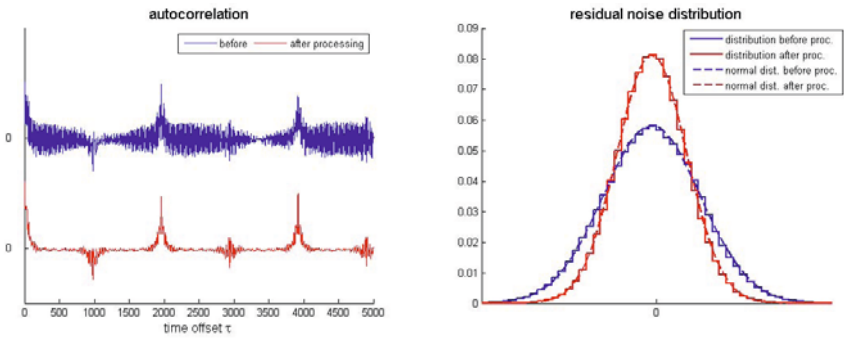 autocorrelation
before
after processing
0
0
0 500 1000 1500 2000 2500 3000 3500 4000 4500 5000
time offset τ
residual noise distribution
distribution before proc.
distribution after proc.
normal dist. before proc.
normal dist. after proc.
0.09
0.08
0.07
0.06
0.05
0.04
0.03
0.02
0.01
0
0